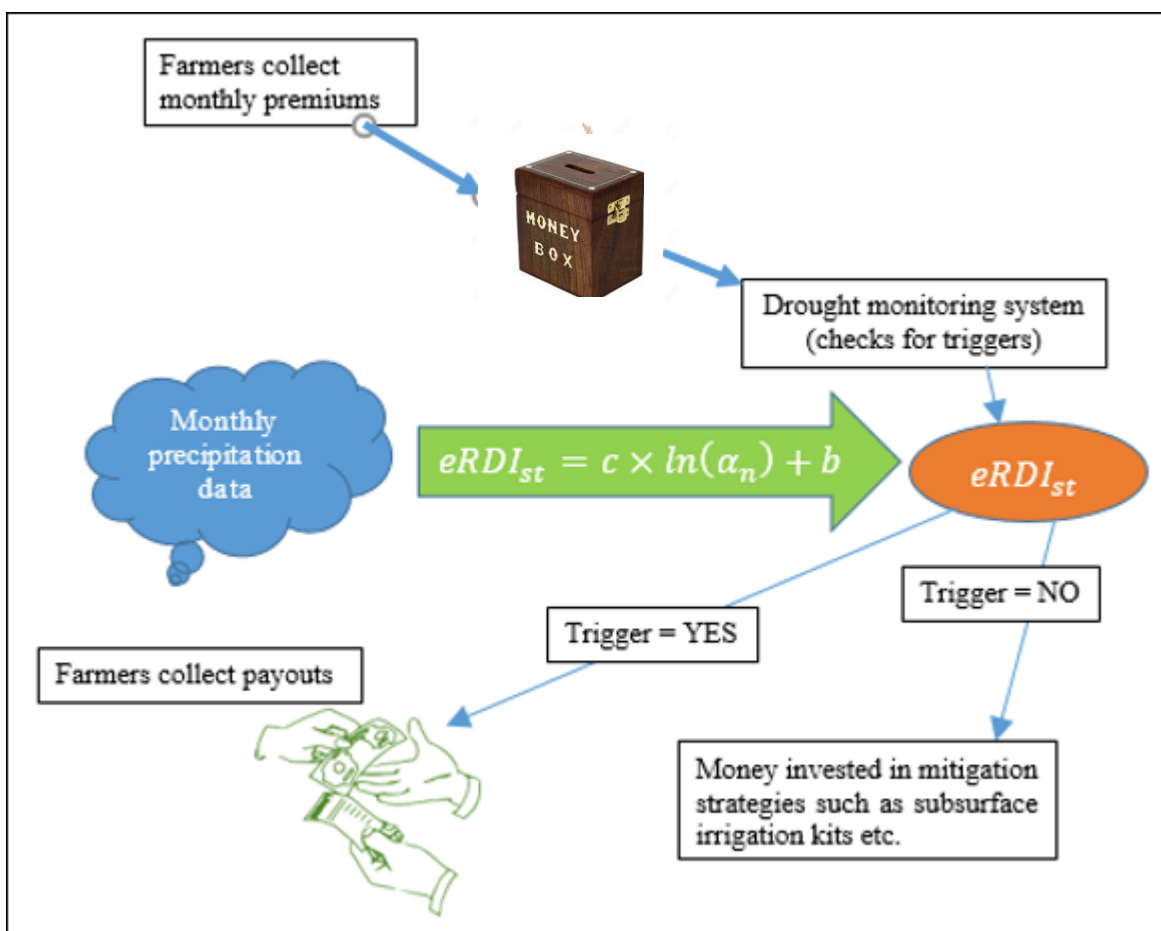 Farmers collect
monthly premiums
MONEY
BOX
Drought monitoring system
(checks for triggers)
Monthly
precipitation
data
eRDI_st = c × ln(α_n) + b
eRDI_st
Trigger = NO
Trigger = YES
Farmers collect payouts
Money invested in mitigation
strategies such as subsurface
irrigation kits etc.